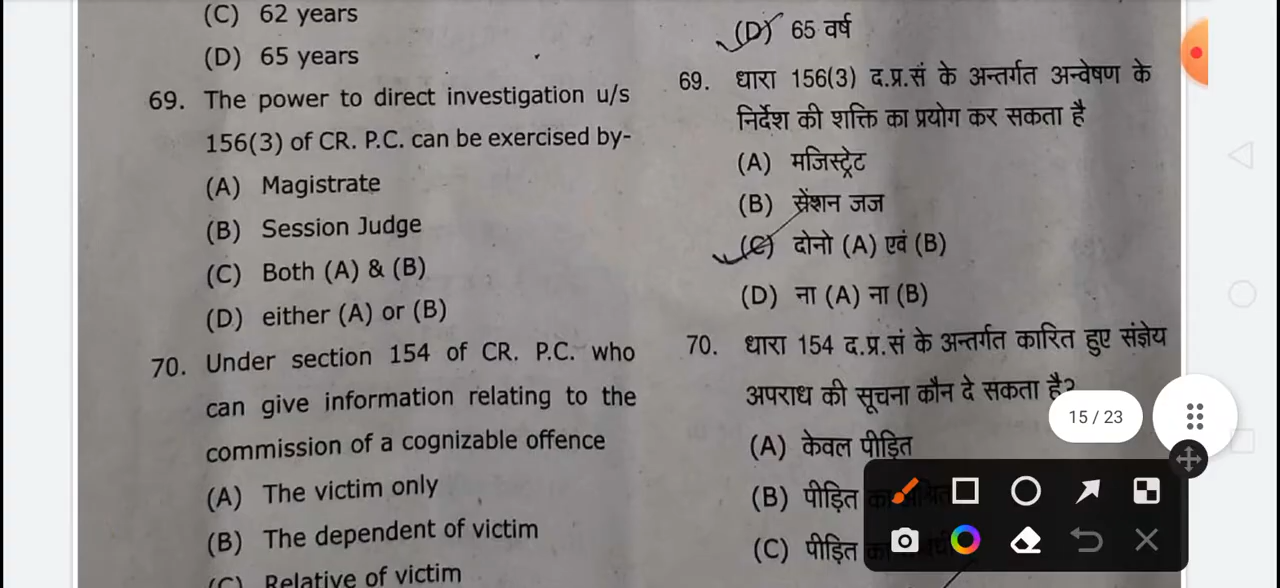 (C) 62 years
(D) 65 years
69. The power to direct investigation u/s
156(3) of CR. P.C. can be exercised by-
(A) Magistrate
(B) Session Judge
(C) Both (A) & (B)
(D) either (A) or (B)
70. Under section 154 of CR. P.C. who
can give information relating to the
commission of a cognizable offence
(A) The victim only
(B) The dependent of victim
(C) Relative of victim
(D) 65 वर्ष
69. धारा 156(3) द.प्र.सं के अन्तर्गत अन्वेषण के
निर्देश की शक्ति का प्रयोग कर सकता है
(A) मजिस्ट्रेट
(B) सेंशन जज
(C) दोनो (A) एवं (B)
(D) ना (A) ना (B)
70. धारा 154 द.प्र.सं के अन्तर्गत कारित हुए संज्ञेय
अपराध की सूचना कौन दे सकता है?
(A) केवल पीड़ित
(B) पीड़ित का
(C) पीड़ित का
15 / 23